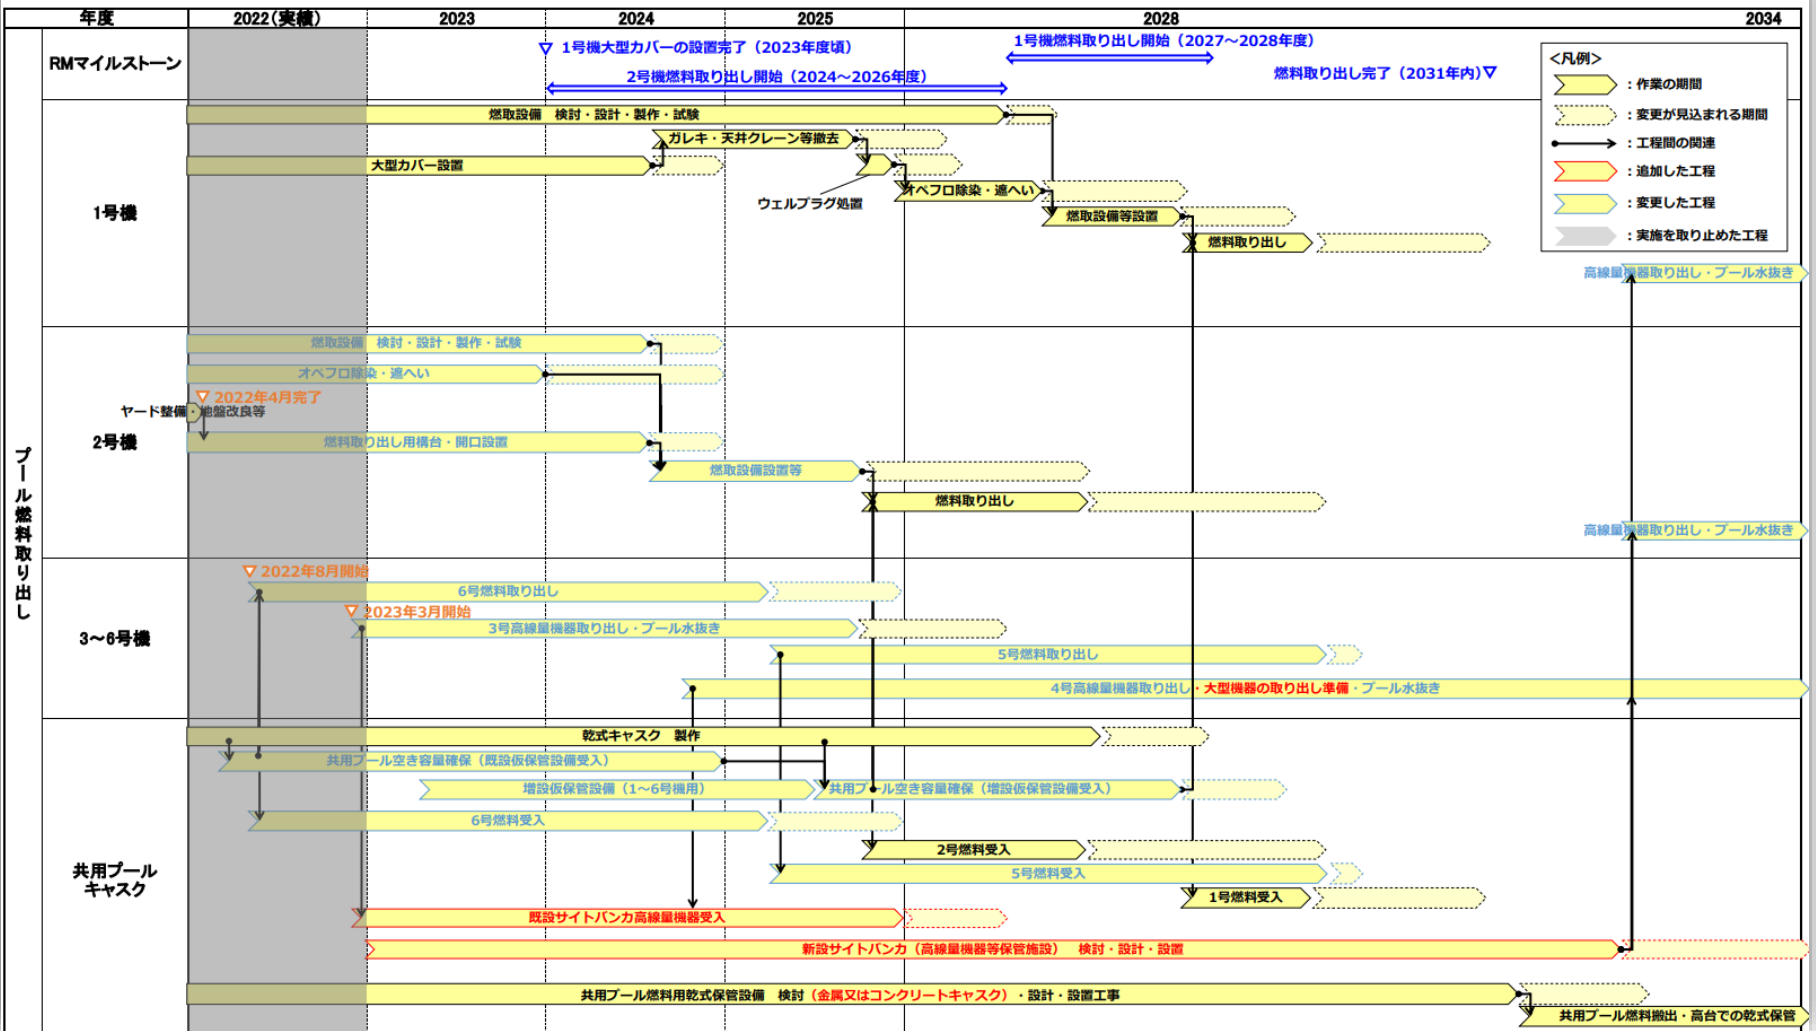 年度 2022(実績) 2023 2024 2025 2028 2034
RMマイルストーン
1号機大型カバーの設置完了（2023年度頃）
1号機燃料取り出し開始（2027～2028年度）
2号機燃料取り出し開始（2024～2026年度）
燃料取り出し完了（2031年内）
＜凡例＞
：作業の期間
：変更が見込まれる期間
：工程間の関連
：追加した工程
：変更した工程
：実施を取り止めた工程
プール燃料取り出し
1号機
燃取設備　検討・設計・製作・試験
ガレキ・天井クレーン等撤去
大型カバー設置
ウェルプラグ処置
オペフロ除染・遮へい
燃取設備等設置
燃料取り出し
高線量機器取り出し・プール水抜き
2号機
燃取設備　検討・設計・製作・試験
オペフロ除染・遮へい
2022年4月完了
ヤード整備・地盤改良等
燃料取り出し用構台・開口設置
燃取設備設置等
燃料取り出し
高線量機器取り出し・プール水抜き
3～6号機
2022年8月開始
6号燃料取り出し
2023年3月開始
3号高線量機器取り出し・プール水抜き
5号燃料取り出し
4号高線量機器取り出し・大型機器の取り出し準備・プール水抜き
共用プール
キャスク
乾式キャスク　製作
共用プール空き容量確保（既設仮保管設備受入）
増設仮保管設備（1～6号機用）
共用プール空き容量確保（増設仮保管設備受入）
6号燃料受入
2号燃料受入
5号燃料受入
1号燃料受入
既設サイトバンカ高線量機器受入
新設サイトバンカ（高線量機器等保管施設）　検討・設計・設置
共用プール燃料用乾式保管設備　検討（金属又はコンクリートキャスク）・設計・設置工事
共用プール燃料搬出・高台での乾式保管